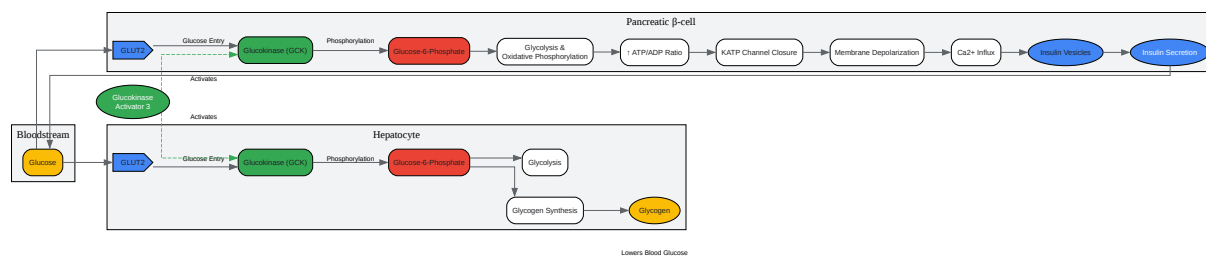 Pancreatic β-cell
GLUT2
Glucose Entry
Glucokinase (GCK)
Phosphorylation
Glucose-6-Phosphate
Glycolysis &
Oxidative Phosphorylation
↑ ATP/ADP Ratio
KATP Channel Closure
Membrane Depolarization
Ca2+ Influx
Insulin Vesicles
Insulin Secretion
Activates
Glucokinase
Activator 3
Activates
Bloodstream
Glucose
Hepatocyte
GLUT2
Glucose Entry
Glucokinase (GCK)
Phosphorylation
Glucose-6-Phosphate
Glycolysis
Glycogen Synthesis
Glycogen
Lowers Blood Glucose